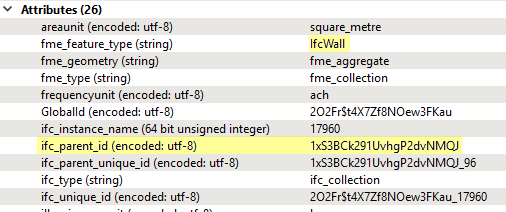 Attributes (26)
areaunit (encoded: utf-8) square_metre
fme_feature_type (string) IfcWall
fme_geometry (string) fme_aggregate
fme_type (string) fme_collection
frequencyunit (encoded: utf-8) ach
GlobalId (encoded: utf-8) 2O2Fr$t4X7Zf8NOew3FKau
ifc_instance_name (64 bit unsigned integer) 17960
ifc_parent_id (encoded: utf-8) 1xS3BCk291UvhgP2dvNMQJ
ifc_parent_unique_id (encoded: utf-8) 1xS3BCk291UvhgP2dvNMQJ_96
ifc_type (string) ifc_collection
ifc_unique_id (encoded: utf-8) 2O2Fr$t4X7Zf8NOew3FKau_17960